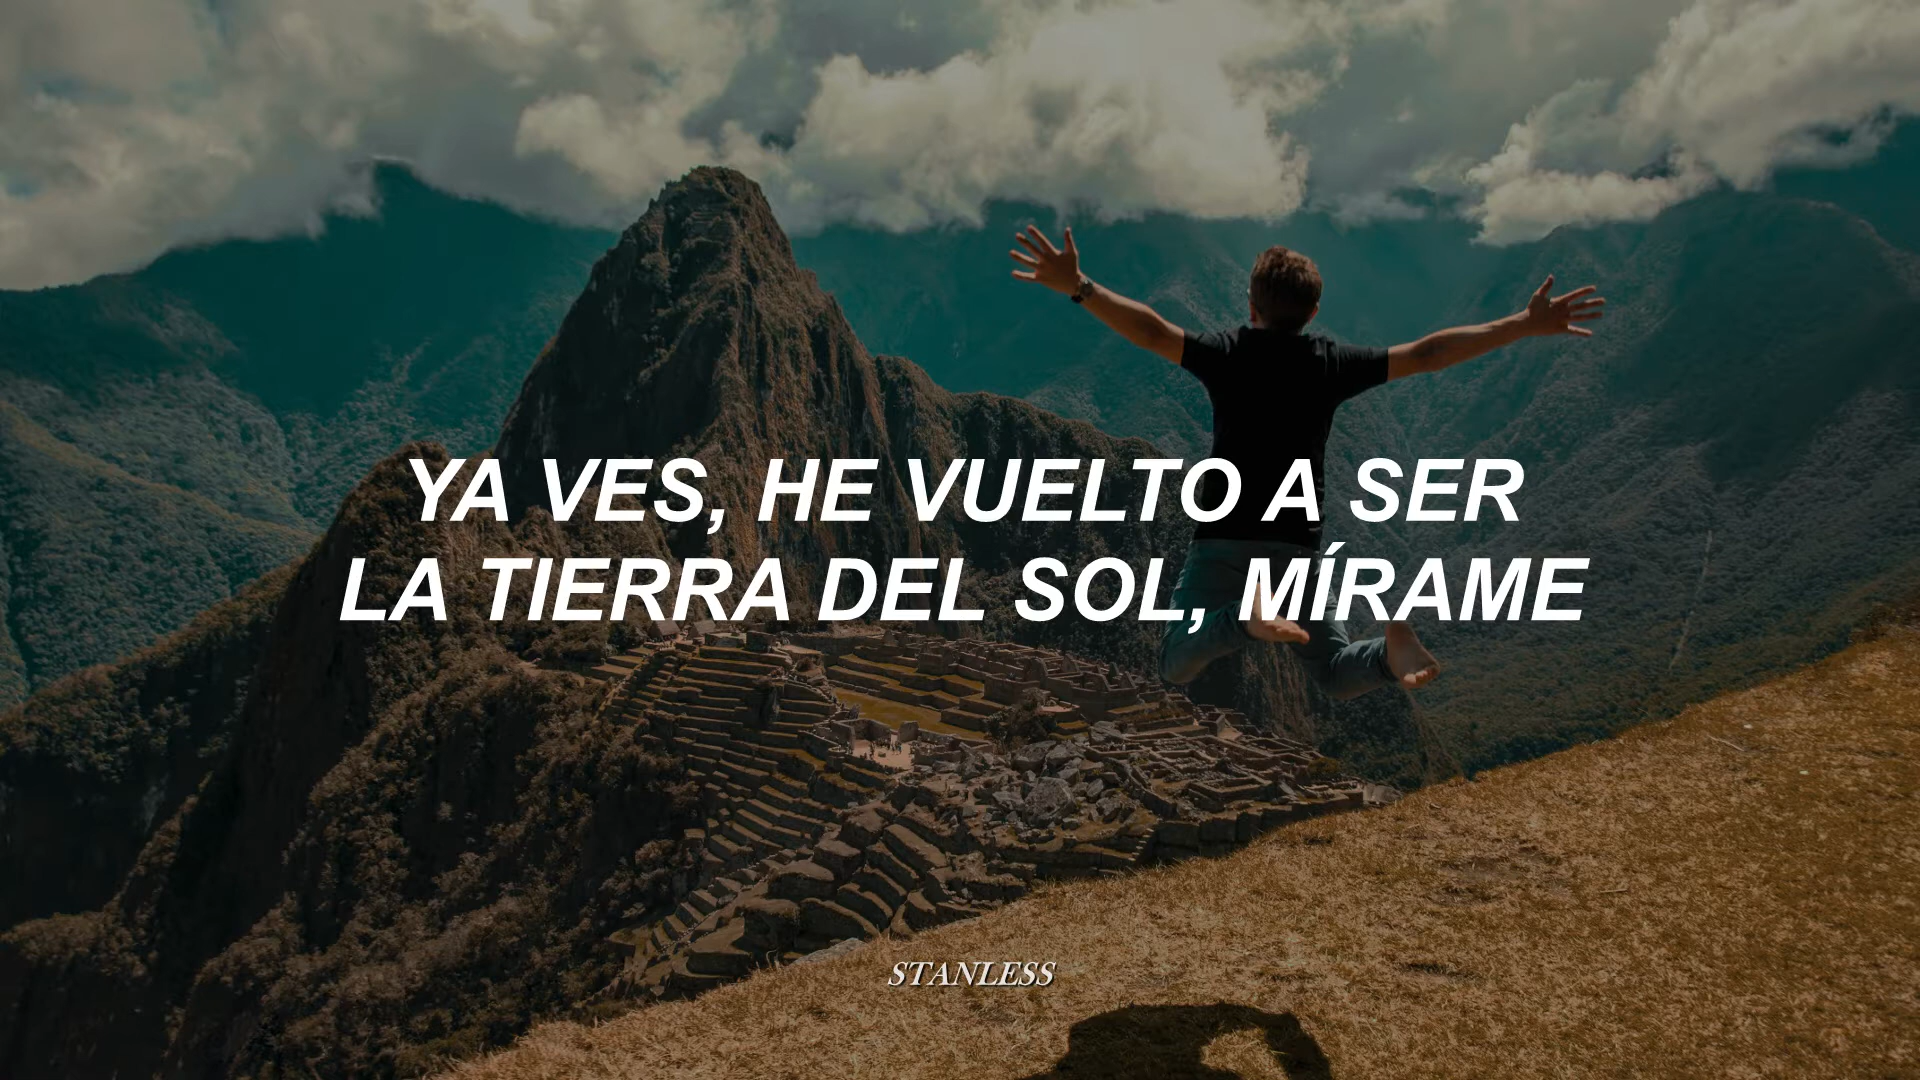 YA VES, HE VUELTO A SER
LA TIERRA DEL SOL, MÍRAME
STANLESS